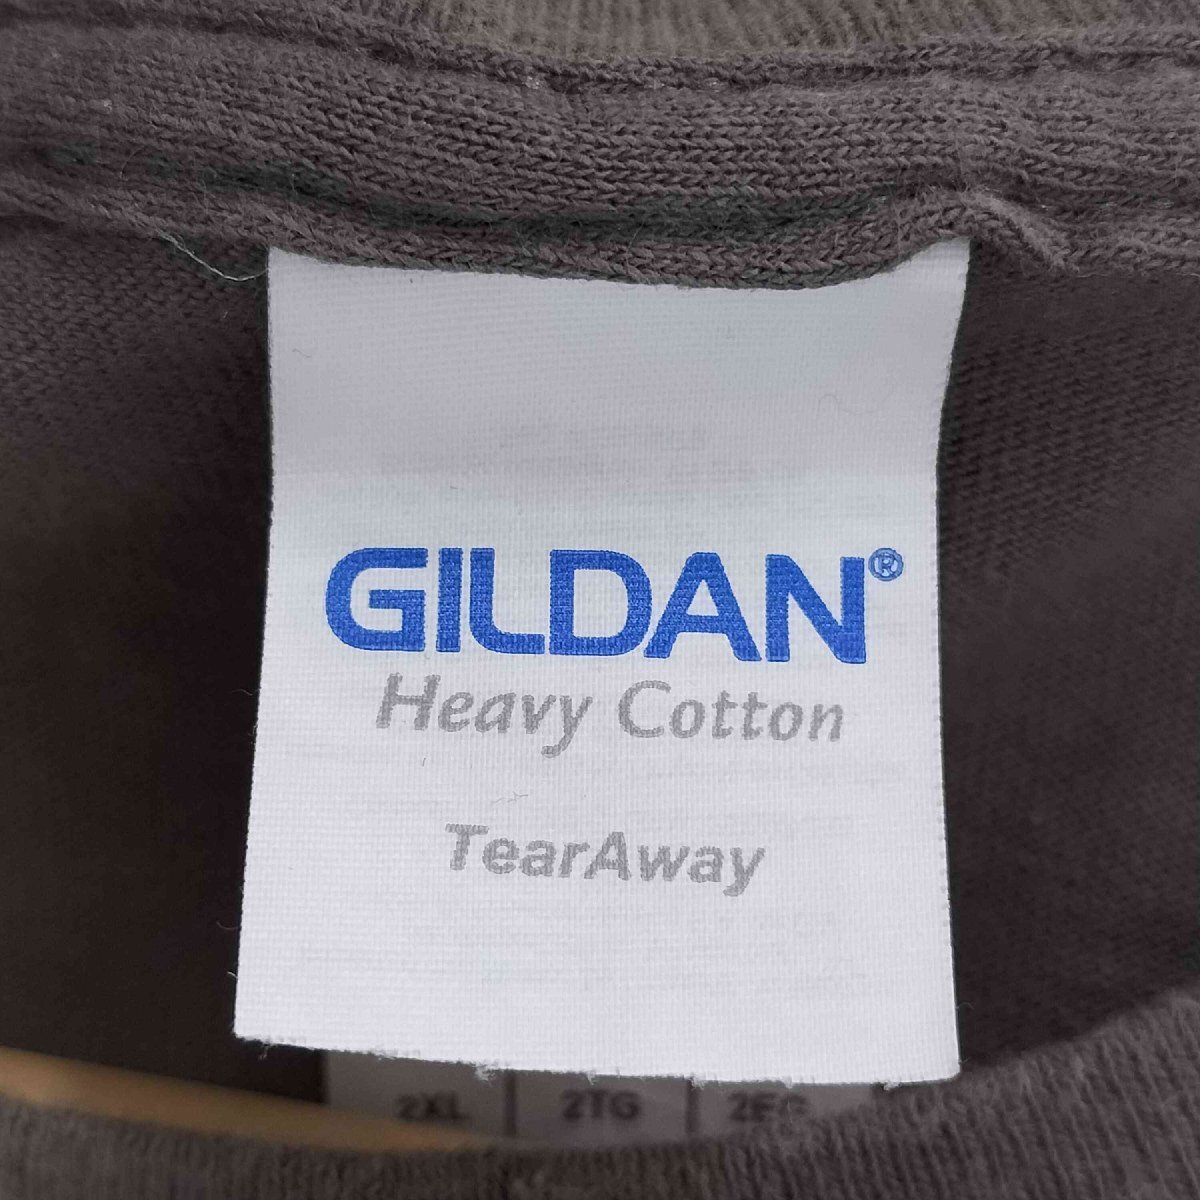 GILDAN®
Heavy Cotton
TearAway
2XL | 2TG |